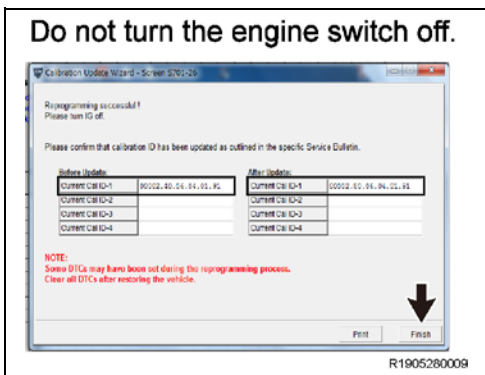 Do not turn the engine switch off.
Calibration Update Wizard - Screen S701-26
Reprogramming successful!
Please turn IG off.
Please confirm that calibration ID has been updated as outlined in the specific Service Bulletin.
Before Update:
Current Cal ID-1
Current Cal ID-2
Current Cal ID-3
Current Cal ID-4
After Update:
Current Cal ID-1
Current Cal ID-2
Current Cal ID-3
Current Cal ID-4
NOTE:
Some DTCs may have been set during the reprogramming process.
Clear all DTCs after restoring the vehicle.
Print Finish
R1905280009